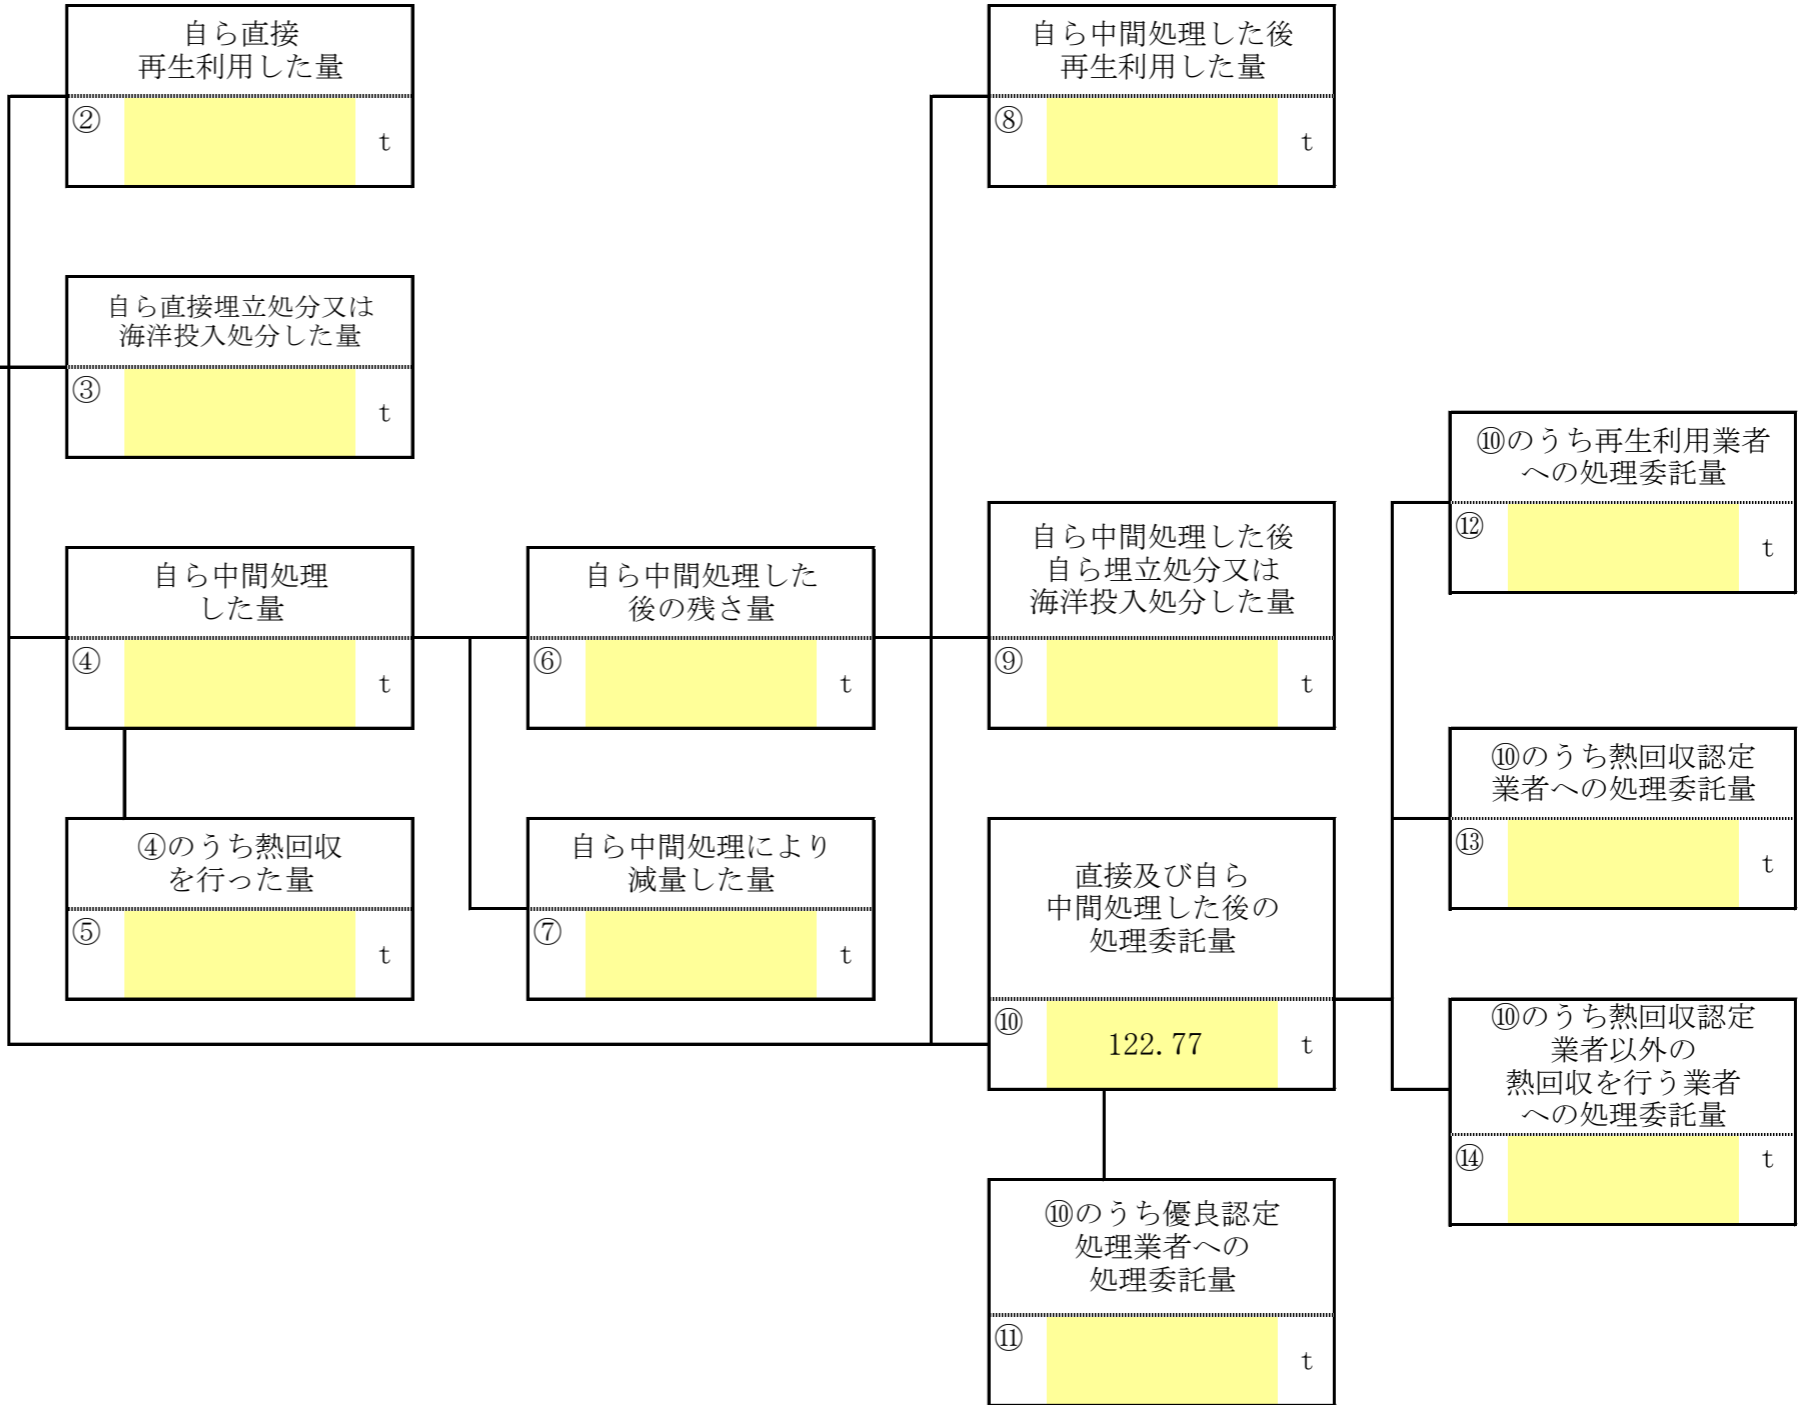 自ら直接
再生利用した量
②
t
自ら中間処理した後
再生利用した量
⑧
t
自ら直接埋立処分又は
海洋投入処分した量
③
t
⑩のうち再生利用業者
への処理委託量
⑫
t
自ら中間処理
した量
④
t
自ら中間処理した
後の残さ量
⑥
t
自ら中間処理した後
自ら埋立処分又は
海洋投入処分した量
⑨
t
⑩のうち熱回収認定
業者への処理委託量
⑬
t
④のうち熱回収
を行った量
⑤
t
自ら中間処理により
減量した量
⑦
t
直接及び自ら
中間処理した後の
処理委託量
⑩
122.77
t
⑩のうち熱回収認定
業者以外の
熱回収を行う業者
への処理委託量
⑭
t
⑩のうち優良認定
処理業者への
処理委託量
⑪
t